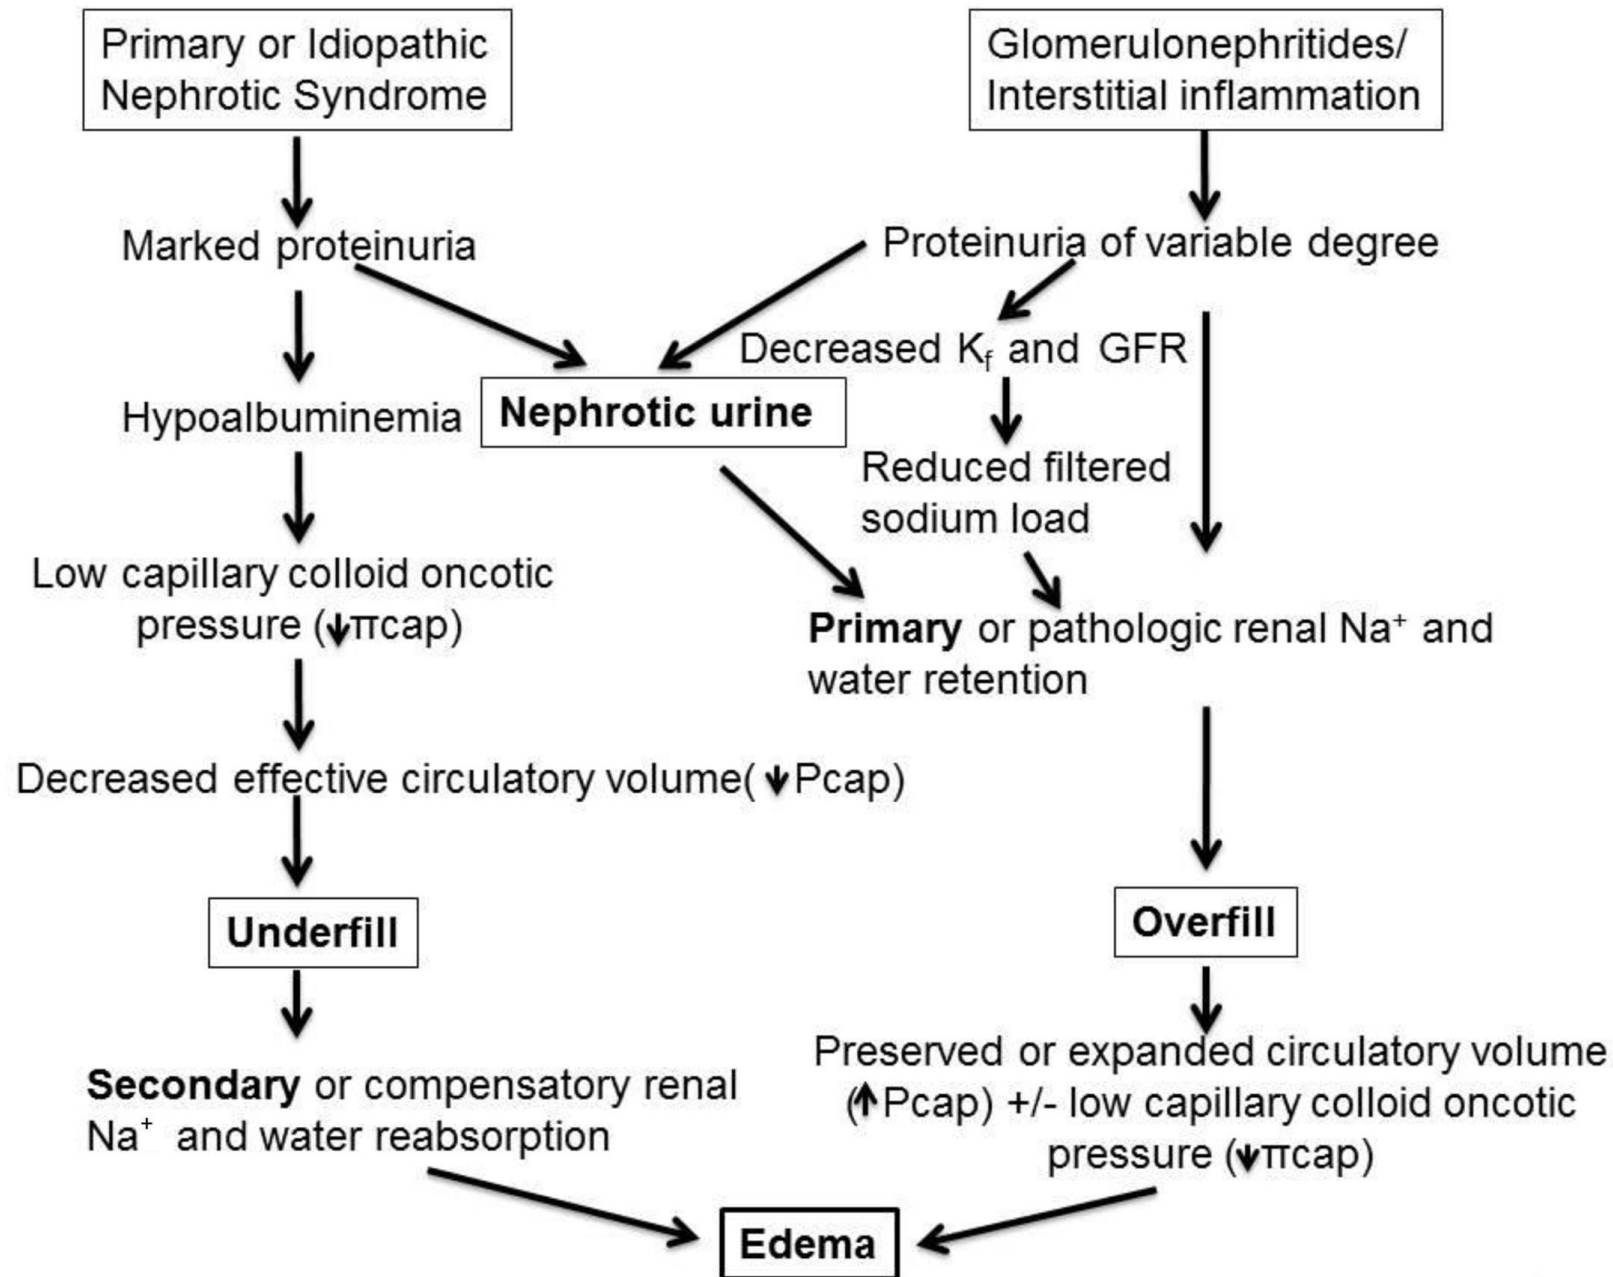 Primary or Idiopathic
Nephrotic Syndrome
Glomerulonephritides/
Interstitial inflammation
Marked proteinuria
Proteinuria of variable degree
Decreased Kf and GFR
Hypoalbuminemia
Nephrotic urine
Reduced filtered
sodium load
Low capillary colloid oncotic
pressure (↓πcap)
Primary or pathologic renal Na⁺ and
water retention
Decreased effective circulatory volume( ↓Pcap)
Underfill
Overfill
Secondary or compensatory renal
Na⁺ and water reabsorption
Preserved or expanded circulatory volume
(↑Pcap) +/- low capillary colloid oncotic
pressure (↓πcap)
Edema